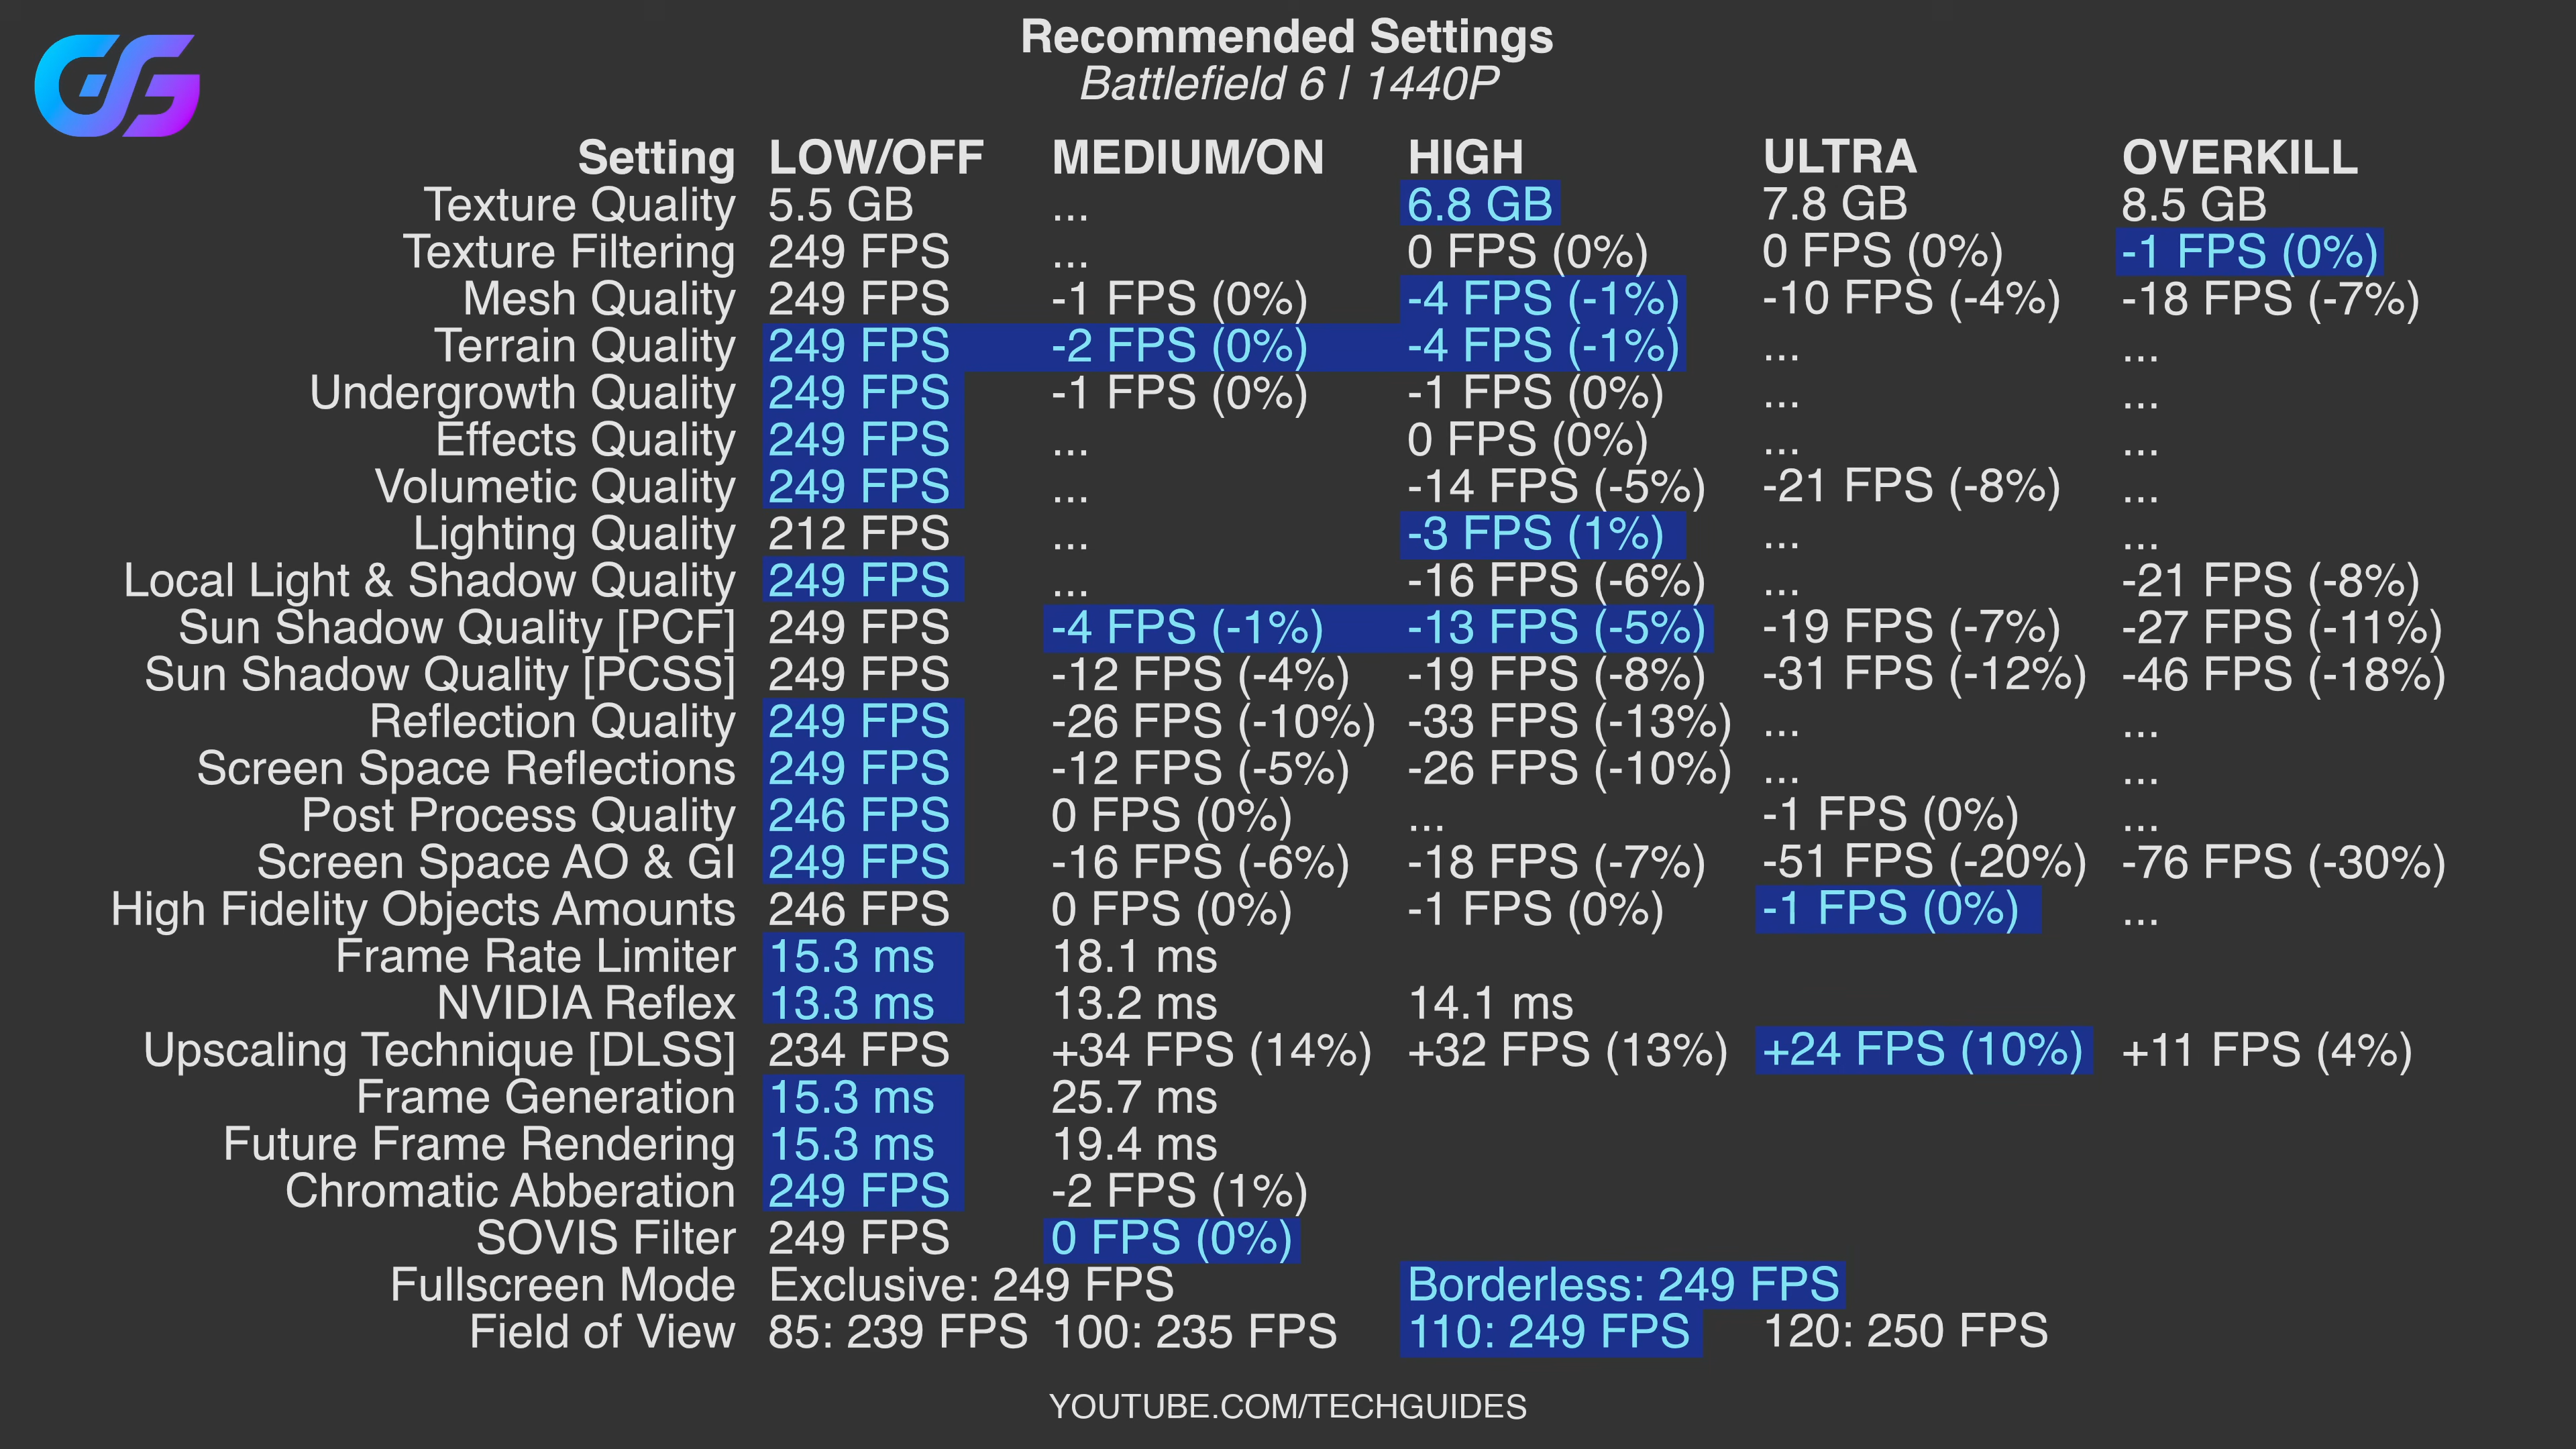 Recommended Settings
Battlefield 6 | 1440P
Setting LOW/OFF MEDIUM/ON HIGH ULTRA OVERKILL
Texture Quality 5.5 GB ... 6.8 GB 7.8 GB 8.5 GB
Texture Filtering 249 FPS ... 0 FPS (0%) 0 FPS (0%) -1 FPS (0%)
Mesh Quality 249 FPS -1 FPS (0%) -4 FPS (-1%) -10 FPS (-4%) -18 FPS (-7%)
Terrain Quality 249 FPS -2 FPS (0%) -4 FPS (-1%) ... ...
Undergrowth Quality 249 FPS -1 FPS (0%) -1 FPS (0%) ... ...
Effects Quality 249 FPS ... 0 FPS (0%) ... ...
Volumetic Quality 249 FPS ... -14 FPS (-5%) -21 FPS (-8%) ...
Lighting Quality 212 FPS ... -3 FPS (1%) ... ...
Local Light & Shadow Quality 249 FPS ... -16 FPS (-6%) ... -21 FPS (-8%)
Sun Shadow Quality [PCF] 249 FPS -4 FPS (-1%) -13 FPS (-5%) -19 FPS (-7%) -27 FPS (-11%)
Sun Shadow Quality [PCSS] 249 FPS -12 FPS (-4%) -19 FPS (-8%) -31 FPS (-12%) -46 FPS (-18%)
Reflection Quality 249 FPS -26 FPS (-10%) -33 FPS (-13%) ... ...
Screen Space Reflections 249 FPS -12 FPS (-5%) -26 FPS (-10%) ... ...
Post Process Quality 246 FPS 0 FPS (0%) ... -1 FPS (0%) ...
Screen Space AO & GI 249 FPS -16 FPS (-6%) -18 FPS (-7%) -51 FPS (-20%) -76 FPS (-30%)
High Fidelity Objects Amounts 246 FPS 0 FPS (0%) -1 FPS (0%) -1 FPS (0%) ...
Frame Rate Limiter 15.3 ms 18.1 ms
NVIDIA Reflex 13.3 ms 13.2 ms 14.1 ms
Upscaling Technique [DLSS] 234 FPS +34 FPS (14%) +32 FPS (13%) +24 FPS (10%) +11 FPS (4%)
Frame Generation 15.3 ms 25.7 ms
Future Frame Rendering 15.3 ms 19.4 ms
Chromatic Abberation 249 FPS -2 FPS (1%)
SOVIS Filter 249 FPS 0 FPS (0%)
Fullscreen Mode Exclusive: 249 FPS Borderless: 249 FPS
Field of View 85: 239 FPS 100: 235 FPS 110: 249 FPS 120: 250 FPS
YOUTUBE.COM/TECHGUIDES